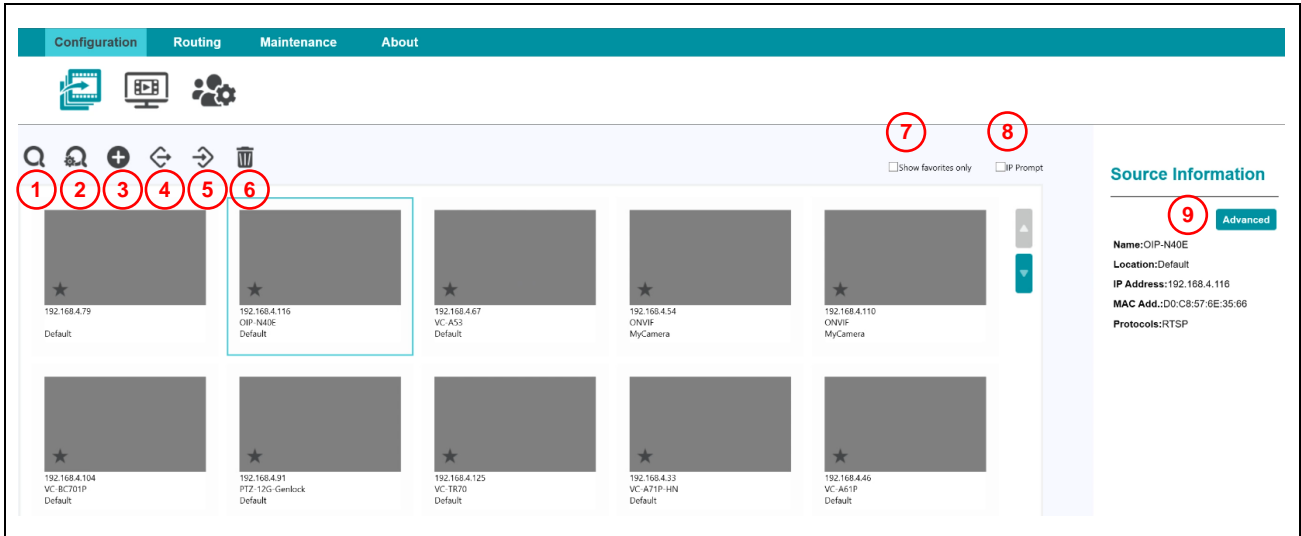 Configuration Routing Maintenance About
7 8
Show favorites only IP Prompt
1 2 3 4 5 6
Source Information
9 Advanced
Name:OIP-N40E
Location:Default
IP Address:192.168.4.116
MAC Add.:D0:C8:57:6E:35:66
Protocols:RTSP
192.168.4.79
Default
192.168.4.116
OIP-N40E
Default
192.168.4.67
VC-A53
Default
192.168.4.54
ONVIF
MyCamera
192.168.4.110
ONVIF
MyCamera
192.168.4.104
VC-BC701P
Default
192.168.4.91
PTZ-12G-Genlock
Default
192.168.4.125
VC-TR70
Default
192.168.4.33
VC-A71P-HN
Default
192.168.4.46
VC-A61P
Default